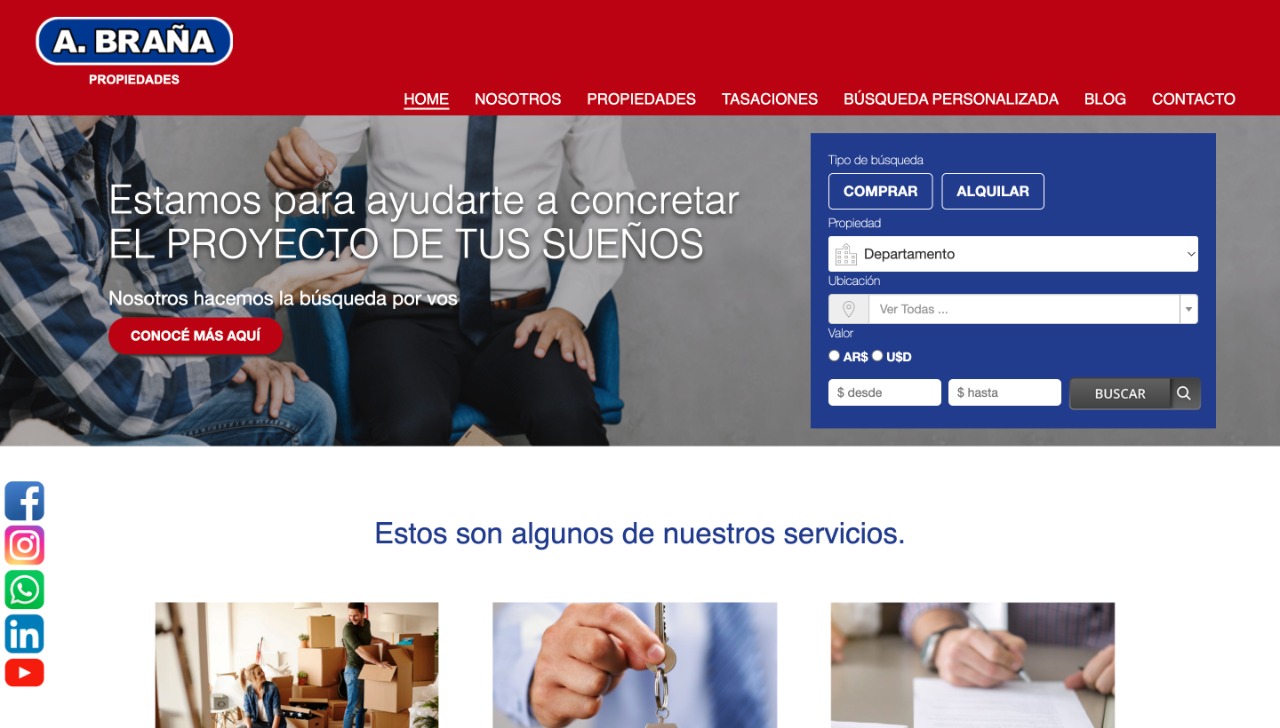 A. BRAÑA
PROPIEDADES
HOME NOSOTROS PROPIEDADES TASACIONES BÚSQUEDA PERSONALIZADA BLOG CONTACTO
Estamos para ayudarte a concretar
EL PROYECTO DE TUS SUEÑOS
Nosotros hacemos la búsqueda por vos
CONOCÉ MÁS AQUÍ
Tipo de búsqueda
COMPRAR ALQUILAR
Propiedad
Departamento
Ubicación
Ver Todas ...
Valor
AR$ U$D
$ desde $ hasta BUSCAR
Estos son algunos de nuestros servicios.